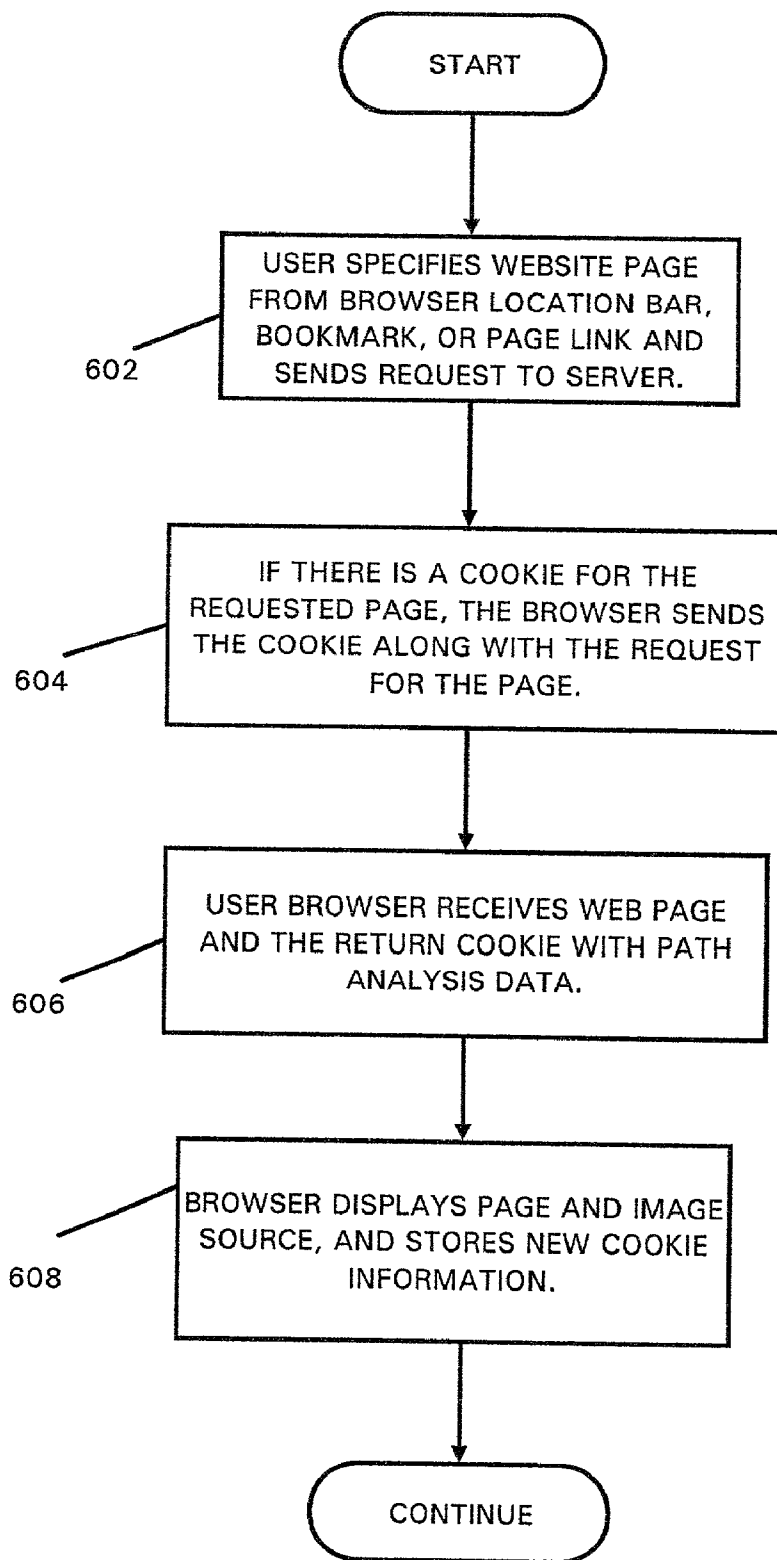 START
USER SPECIFIES WEBSITE PAGE
FROM BROWSER LOCATION BAR,
BOOKMARK, OR PAGE LINK AND
SENDS REQUEST TO SERVER.
602
IF THERE IS A COOKIE FOR THE
REQUESTED PAGE, THE BROWSER SENDS
THE COOKIE ALONG WITH THE REQUEST
FOR THE PAGE.
604
USER BROWSER RECEIVES WEB PAGE
AND THE RETURN COOKIE WITH PATH
ANALYSIS DATA.
606
BROWSER DISPLAYS PAGE AND IMAGE
SOURCE, AND STORES NEW COOKIE
INFORMATION.
608
CONTINUE